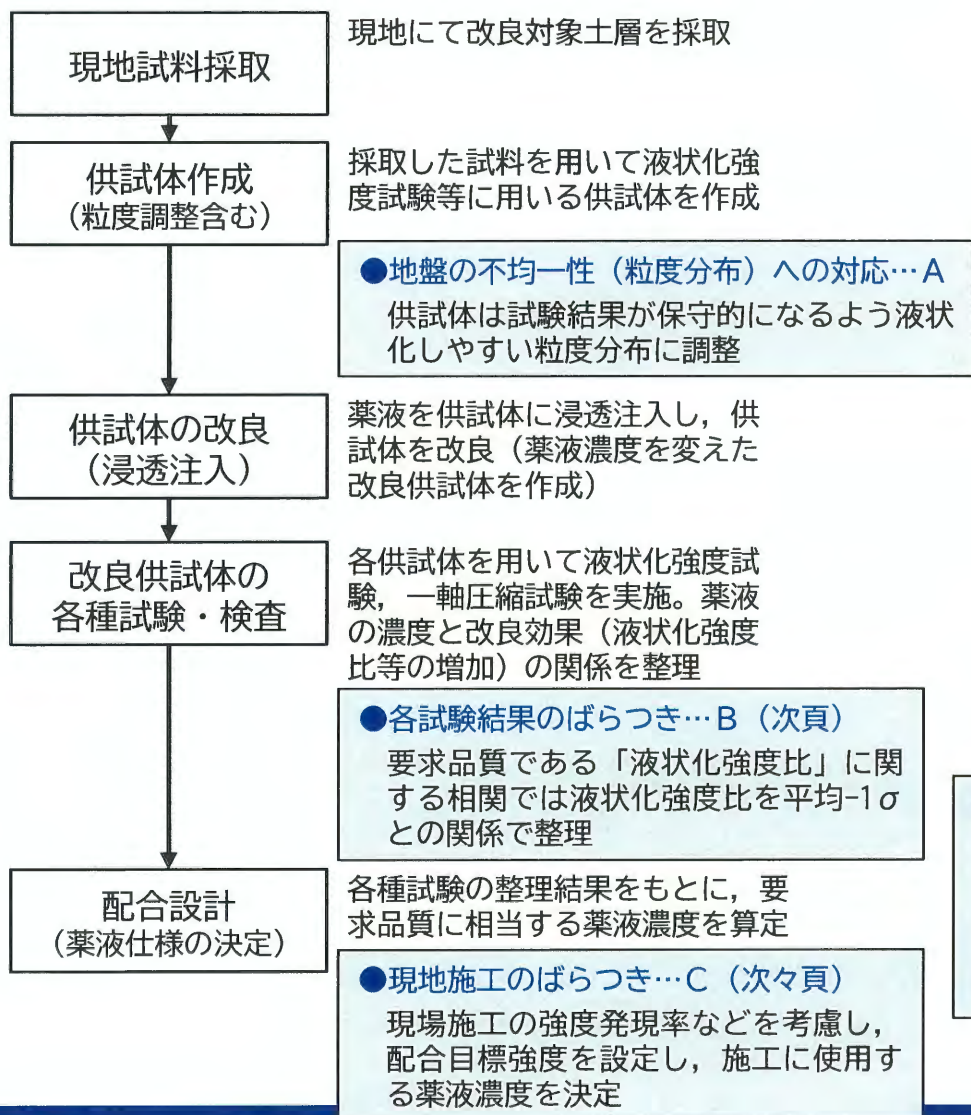 現地試料採取
現地にて改良対象土層を採取
供試体作成
（粒度調整含む）
採取した試料を用いて液状化強
度試験等に用いる供試体を作成
●地盤の不均一性（粒度分布）への対応…A
供試体は試験結果が保守的になるよう液状
化しやすい粒度分布に調整
供試体の改良
（浸透注入）
薬液を供試体に浸透注入し，供
試体を改良（薬液濃度を変えた
改良供試体を作成）
改良供試体の
各種試験・検査
各供試体を用いて液状化強度試
験，一軸圧縮試験を実施。薬液
の濃度と改良効果（液状化強度
比等の増加）の関係を整理
●各試験結果のばらつき…B（次頁）
要求品質である「液状化強度比」に関
する相関では液状化強度比を平均-1σ
との関係で整理
配合設計
（薬液仕様の決定）
各種試験の整理結果をもとに，要
求品質に相当する薬液濃度を算定
●現地施工のばらつき…C（次々頁）
現場施工の強度発現率などを考慮し，
配合目標強度を設定し，施工に使用す
る薬液濃度を決定